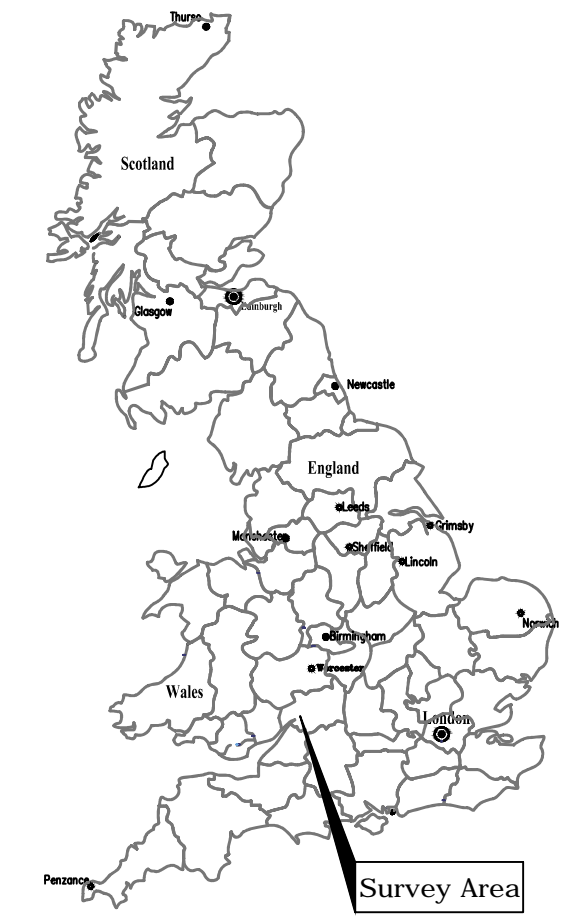 Thurso
Scotland
Edinburgh
Glasgow
Newcastle
England
Leeds
Grimsby
Manchester
Sheffield
Lincoln
Norwich
Birmingham
Worcester
Wales
London
Penzance
Survey Area